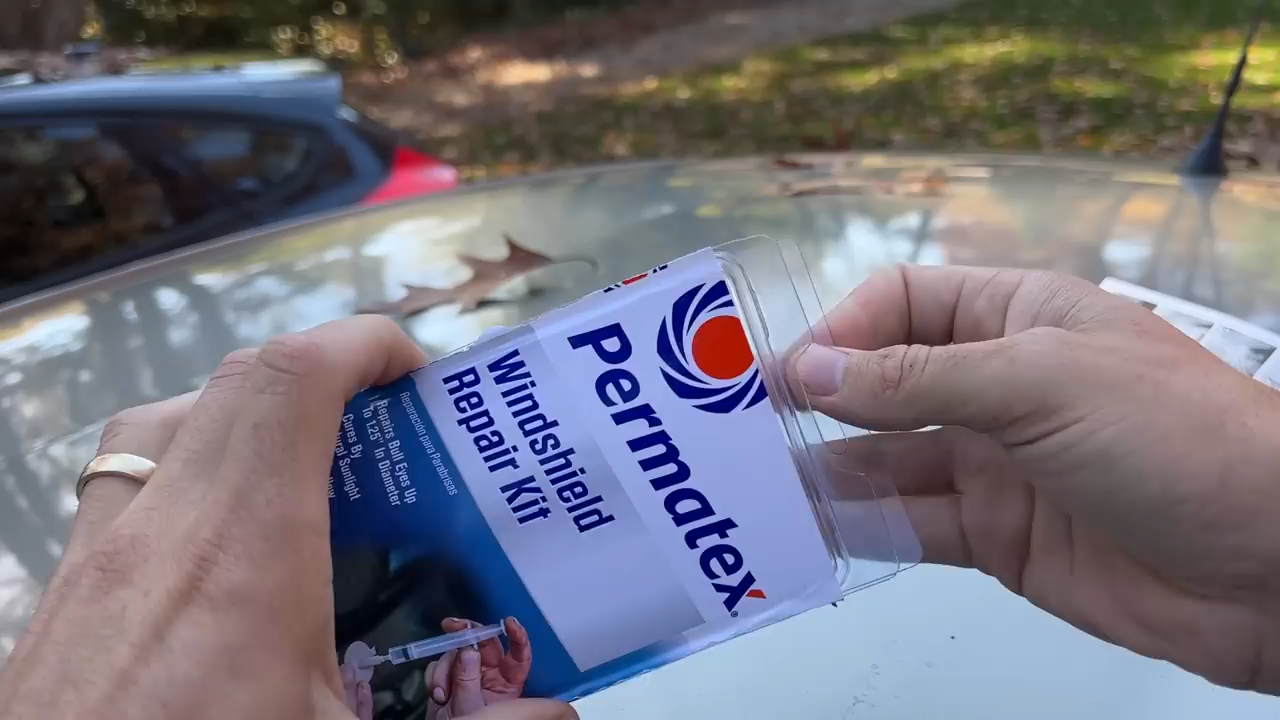 Permatex®
Windshield
Repair Kit
Reparación para Parabrisas
Repairs Bull Eyes Up
To 1.25" In Diameter
Cures By
Sunlight